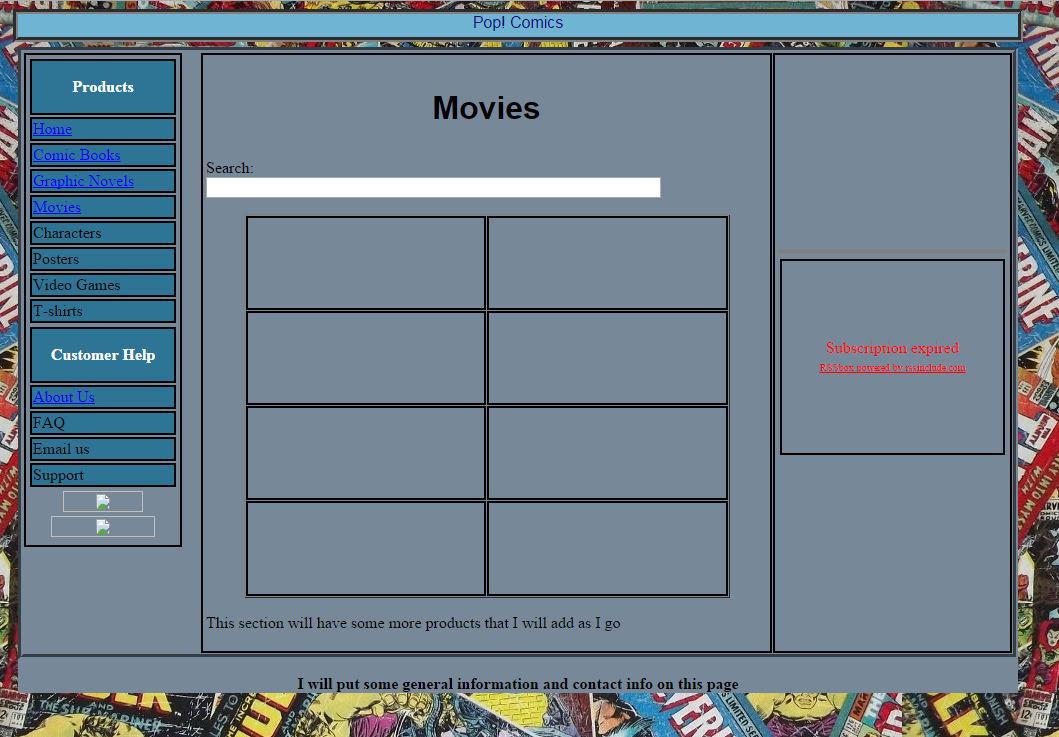 Pop! Comics
Products
Home
Comic Books
Graphic Novels
Movies
Characters
Posters
Video Games
T-shirts
Customer Help
About Us
FAQ
Email us
Support
Movies
Search:
This section will have some more products that I will add as I go
Subscription expired
RSSbox powered by rssinclude.com
I will put some general information and contact info on this page